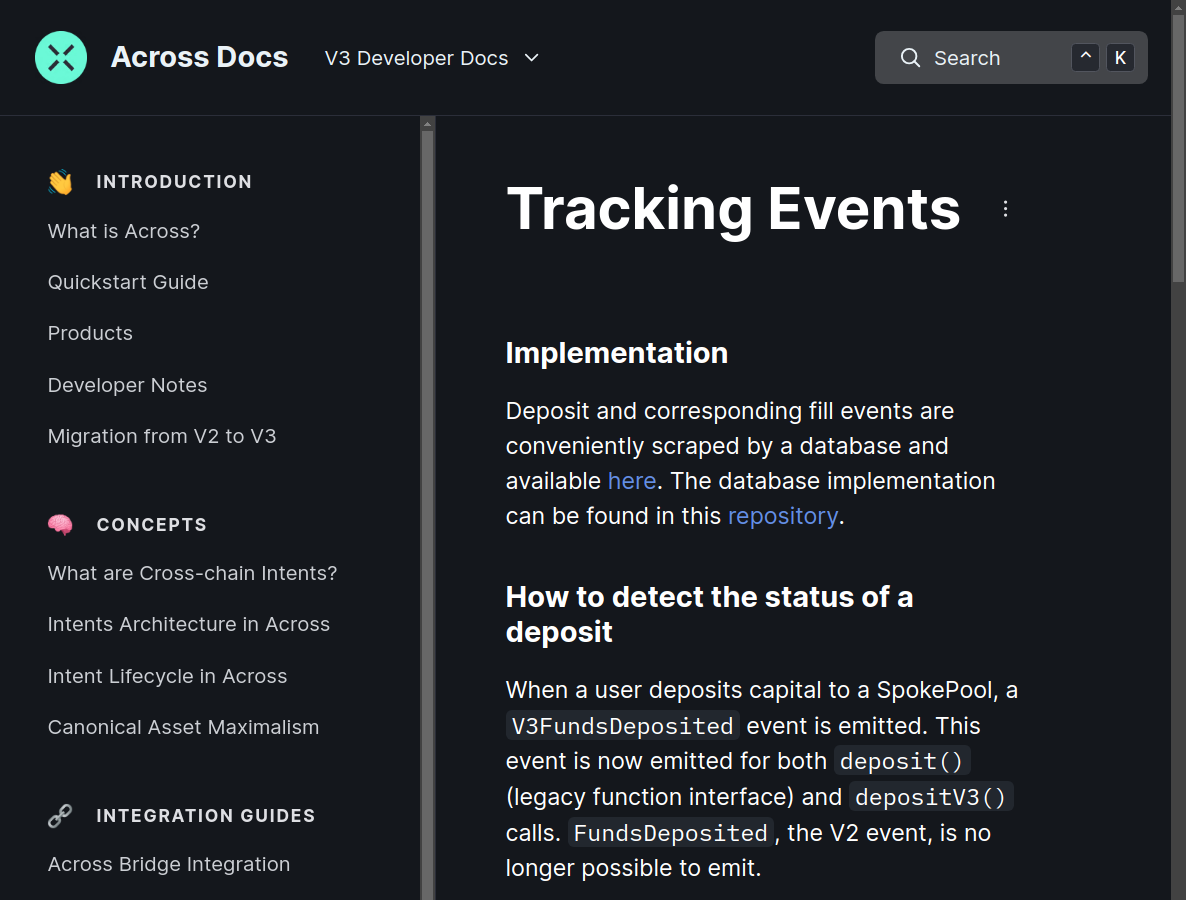 Across Docs
V3 Developer Docs
Search
^ K
INTRODUCTION
What is Across?
Quickstart Guide
Products
Developer Notes
Migration from V2 to V3
CONCEPTS
What are Cross-chain Intents?
Intents Architecture in Across
Intent Lifecycle in Across
Canonical Asset Maximalism
INTEGRATION GUIDES
Across Bridge Integration
Tracking Events
Implementation
Deposit and corresponding fill events are
conveniently scraped by a database and
available here. The database implementation
can be found in this repository.
How to detect the status of a
deposit
When a user deposits capital to a SpokePool, a
V3FundsDeposited event is emitted. This
event is now emitted for both deposit()
(legacy function interface) and depositV3()
calls. FundsDeposited, the V2 event, is no
longer possible to emit.